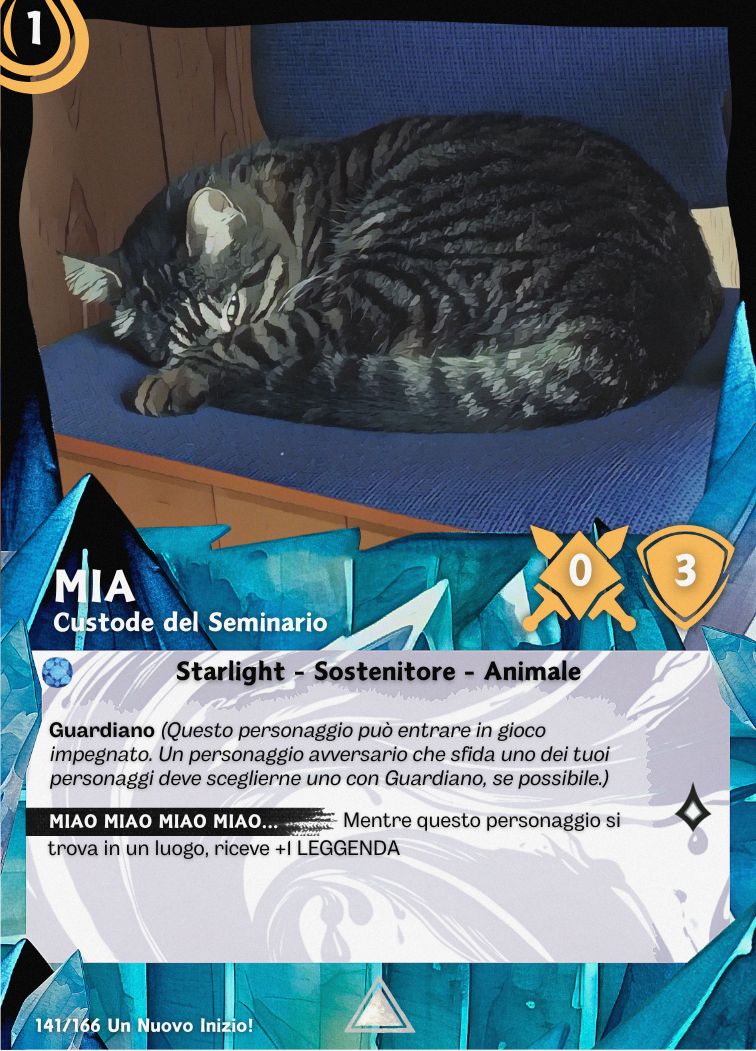 1
MIA
Custode del Seminario
0
3
Starlight - Sostenitore - Animale
Guardiano (Questo personaggio può entrare in gioco
impegnato. Un personaggio avversario che sfida uno dei tuoi
personaggi deve sceglierne uno con Guardiano, se possibile.)
MIAO MIAO MIAO MIAO... Mentre questo personaggio si
trova in un luogo, riceve +1 LEGGENDA
141/166 Un Nuovo Inizio!